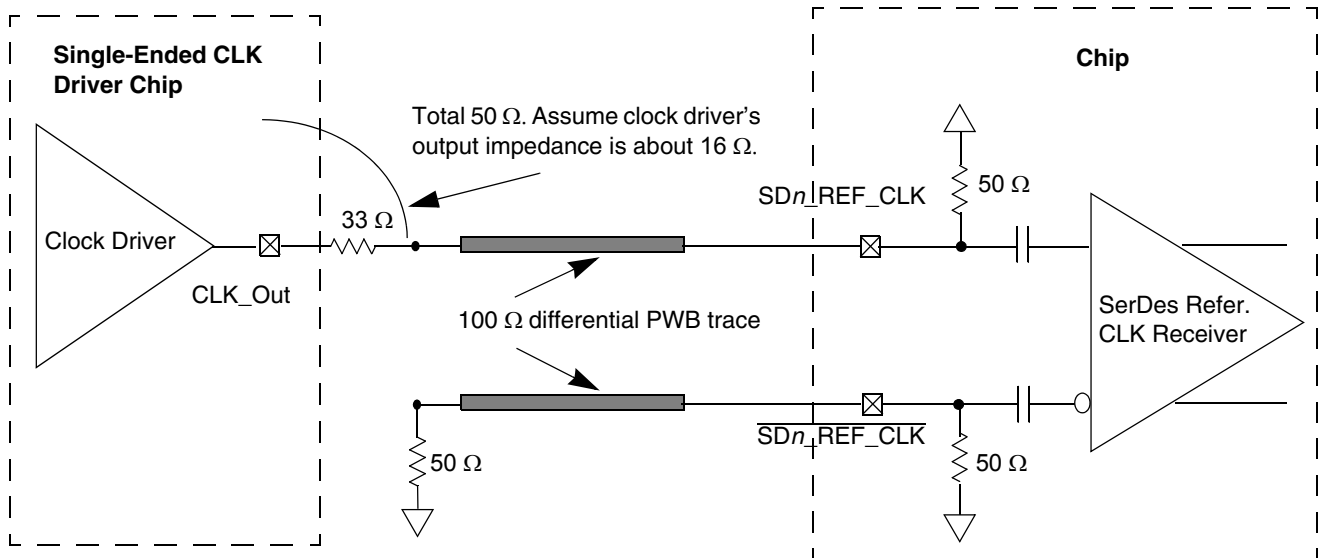 Single-Ended CLK
Driver Chip
Chip
Total 50 Ω. Assume clock driver's
output impedance is about 16 Ω.
SDn_REF_CLK
50 Ω
33 Ω
Clock Driver
CLK_Out
SerDes Refer.
CLK Receiver
100 Ω differential PWB trace
SDn_REF_CLK
50 Ω
50 Ω